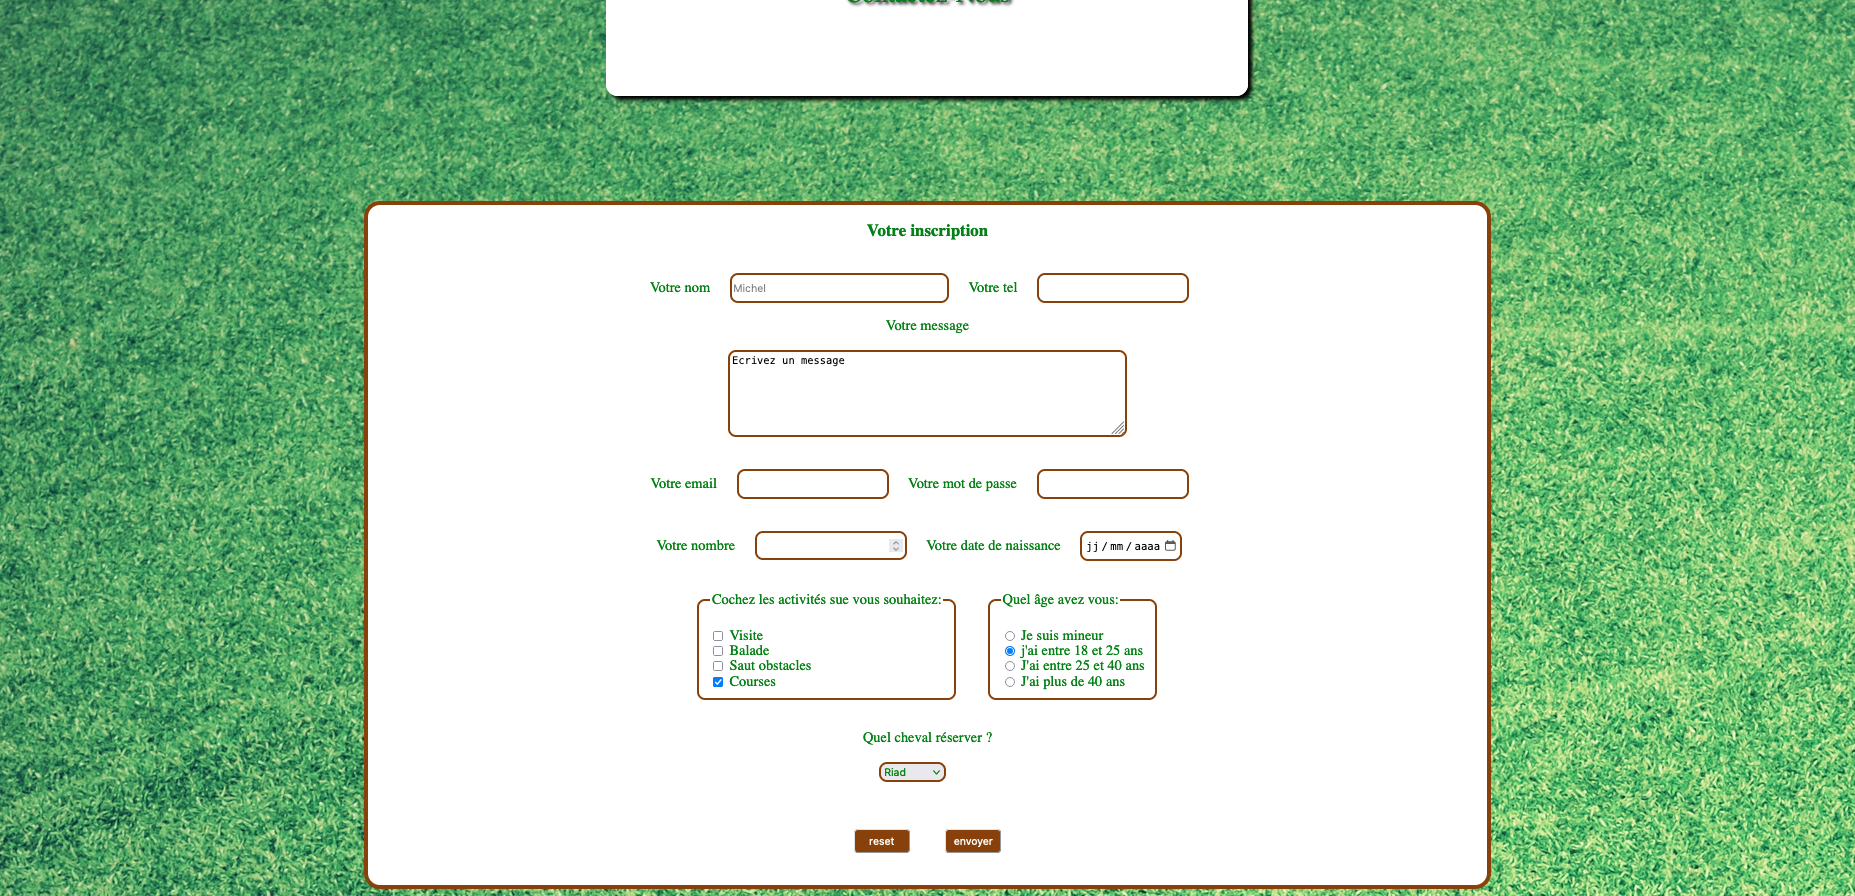 Contactez-Nous
Votre inscription
Votre nom Michel Votre tel
Votre message
Ecrivez un message
Votre email Votre mot de passe
Votre nombre Votre date de naissance jj/mm/aaaa
Cochez les activités sue vous souhaitez: Quel âge avez vous:
Visite Je suis mineur
Balade j'ai entre 18 et 25 ans
Saut obstacles J'ai entre 25 et 40 ans
Courses J'ai plus de 40 ans
Quel cheval réserver ?
Riad
reset envoyer